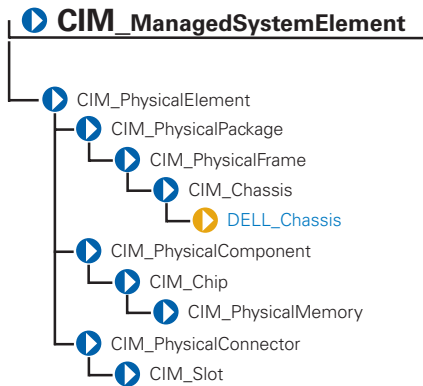 CIM_ManagedSystemElement
CIM_PhysicalElement
CIM_PhysicalPackage
CIM_PhysicalFrame
CIM_Chassis
DELL_Chassis
CIM_PhysicalComponent
CIM_Chip
CIM_PhysicalMemory
CIM_PhysicalConnector
CIM_Slot